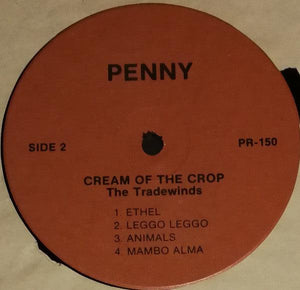 PENNY
SIDE 2 PR-150
CREAM OF THE CROP
The Tradewinds
1 ETHEL
2. LEGGO LEGGO
3. ANIMALS
4. MAMBO ALMA